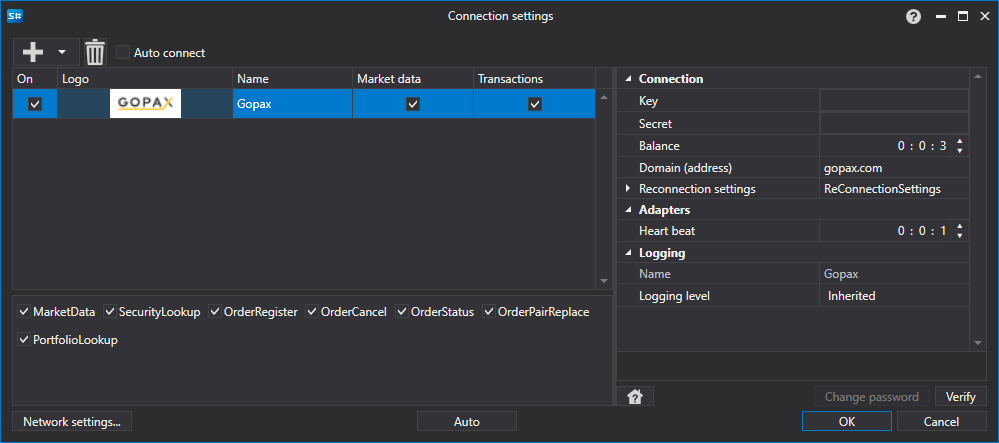 S# Connection settings ?
Auto connect
On Logo Name Market data Transactions
GOPAX Gopax
MarketData SecurityLookup OrderRegister OrderCancel OrderStatus OrderPairReplace
PortfolioLookup
Connection
Key
Secret
Balance 0 : 0 : 3
Domain (address) gopax.com
Reconnection settings ReConnectionSettings
Adapters
Heart beat 0 : 0 : 1
Logging
Name Gopax
Logging level Inherited
? Change password Verify
Network settings... Auto OK Cancel